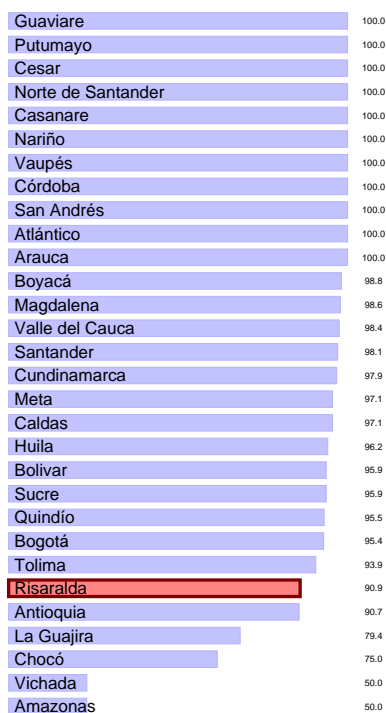 Guaviare 100.0
Putumayo 100.0
Cesar 100.0
Norte de Santander 100.0
Casanare 100.0
Nariño 100.0
Vaupés 100.0
Córdoba 100.0
San Andrés 100.0
Atlántico 100.0
Arauca 100.0
Boyacá 98.8
Magdalena 98.6
Valle del Cauca 98.4
Santander 98.1
Cundinamarca 97.9
Meta 97.1
Caldas 97.1
Huila 96.2
Bolivar 95.9
Sucre 95.9
Quindío 95.5
Bogotá 95.4
Tolima 93.9
Risaralda 90.9
Antioquia 90.7
La Guajira 79.4
Chocó 75.0
Vichada 50.0
Amazonas 50.0